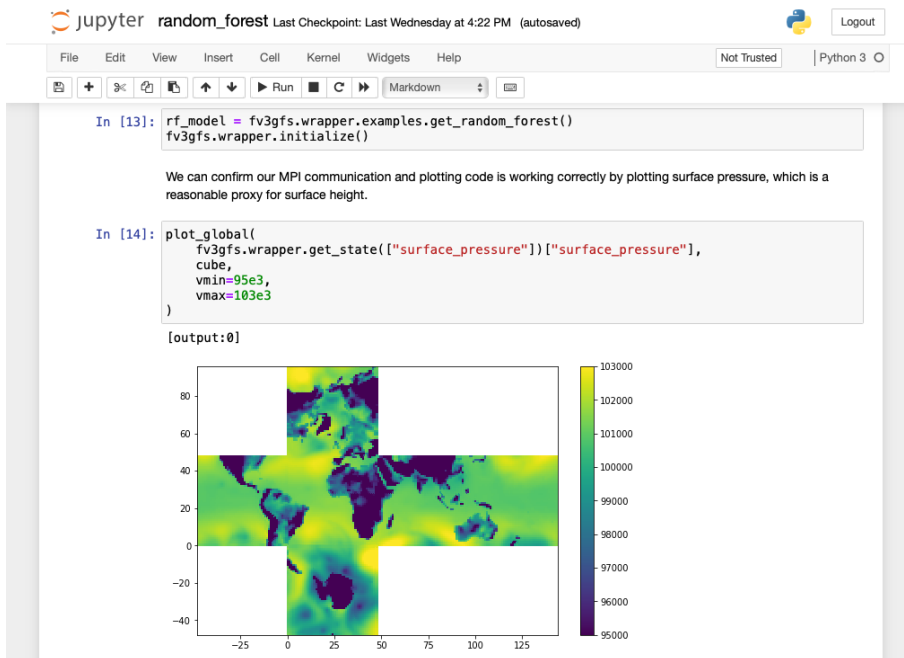 jupyter random_forest Last Checkpoint: Last Wednesday at 4:22 PM (autosaved)
Logout
File Edit View Insert Cell Kernel Widgets Help
Not Trusted
Python 3
Run
Markdown
In [13]: rf_model = fv3gfs.wrapper.examples.get_random_forest()
fv3gfs.wrapper.initialize()
We can confirm our MPI communication and plotting code is working correctly by plotting surface pressure, which is a
reasonable proxy for surface height.
In [14]: plot_global(
fv3gfs.wrapper.get_state(["surface_pressure"])["surface_pressure"],
cube,
vmin=95e3,
vmax=103e3
)
[output:0]
80
60
40
20
0
−20
−40
−25 0 25 50 75 100 125
103000
102000
101000
100000
99000
98000
97000
96000
95000